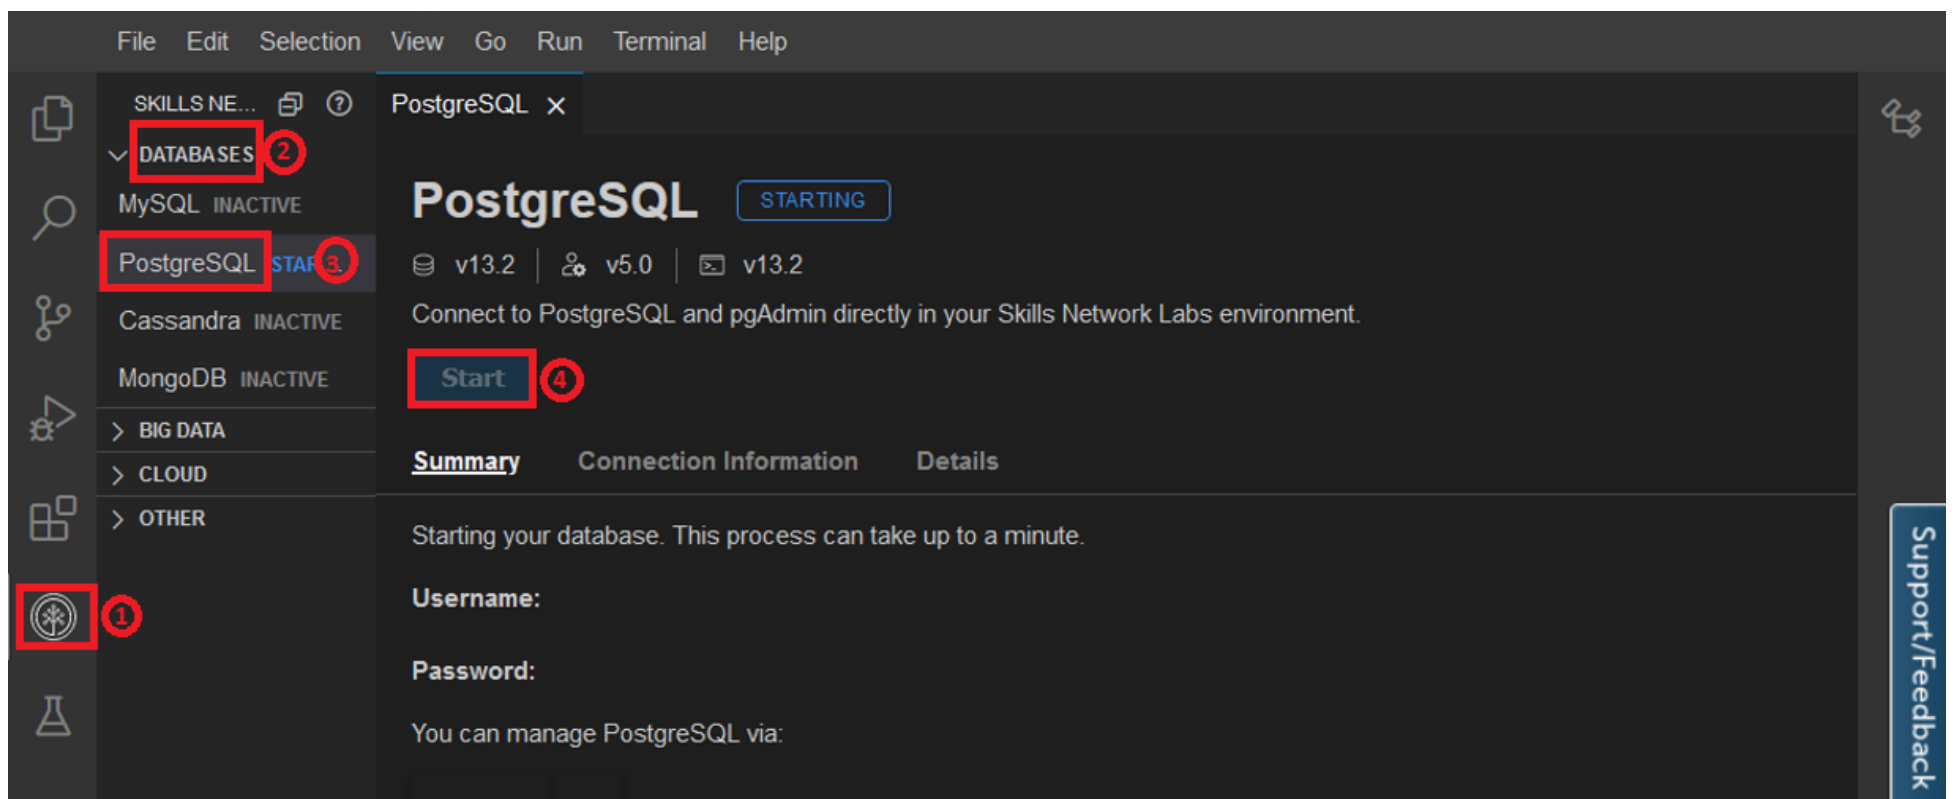 File Edit Selection View Go Run Terminal Help
SKILLS NE...
PostgreSQL
DATABASES 2
MySQL INACTIVE
PostgreSQL STAR 3
Cassandra INACTIVE
MongoDB INACTIVE
BIG DATA
CLOUD
OTHER
1
PostgreSQL STARTING
v13.2 v5.0 v13.2
Connect to PostgreSQL and pgAdmin directly in your Skills Network Labs environment.
Start 4
Summary Connection Information Details
Starting your database. This process can take up to a minute.
Username:
Password:
You can manage PostgreSQL via:
Support/Feedback